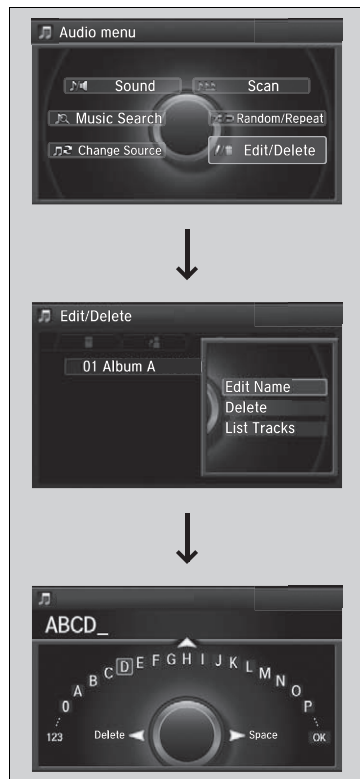 Audio menu
Sound Scan
Music Search Random/Repeat
Change Source Edit/Delete
Edit/Delete
01 Album A
Edit Name
Delete
List Tracks
ABCD_
123 0 A B C D E F G H I J K L M N O P OK
Delete Space